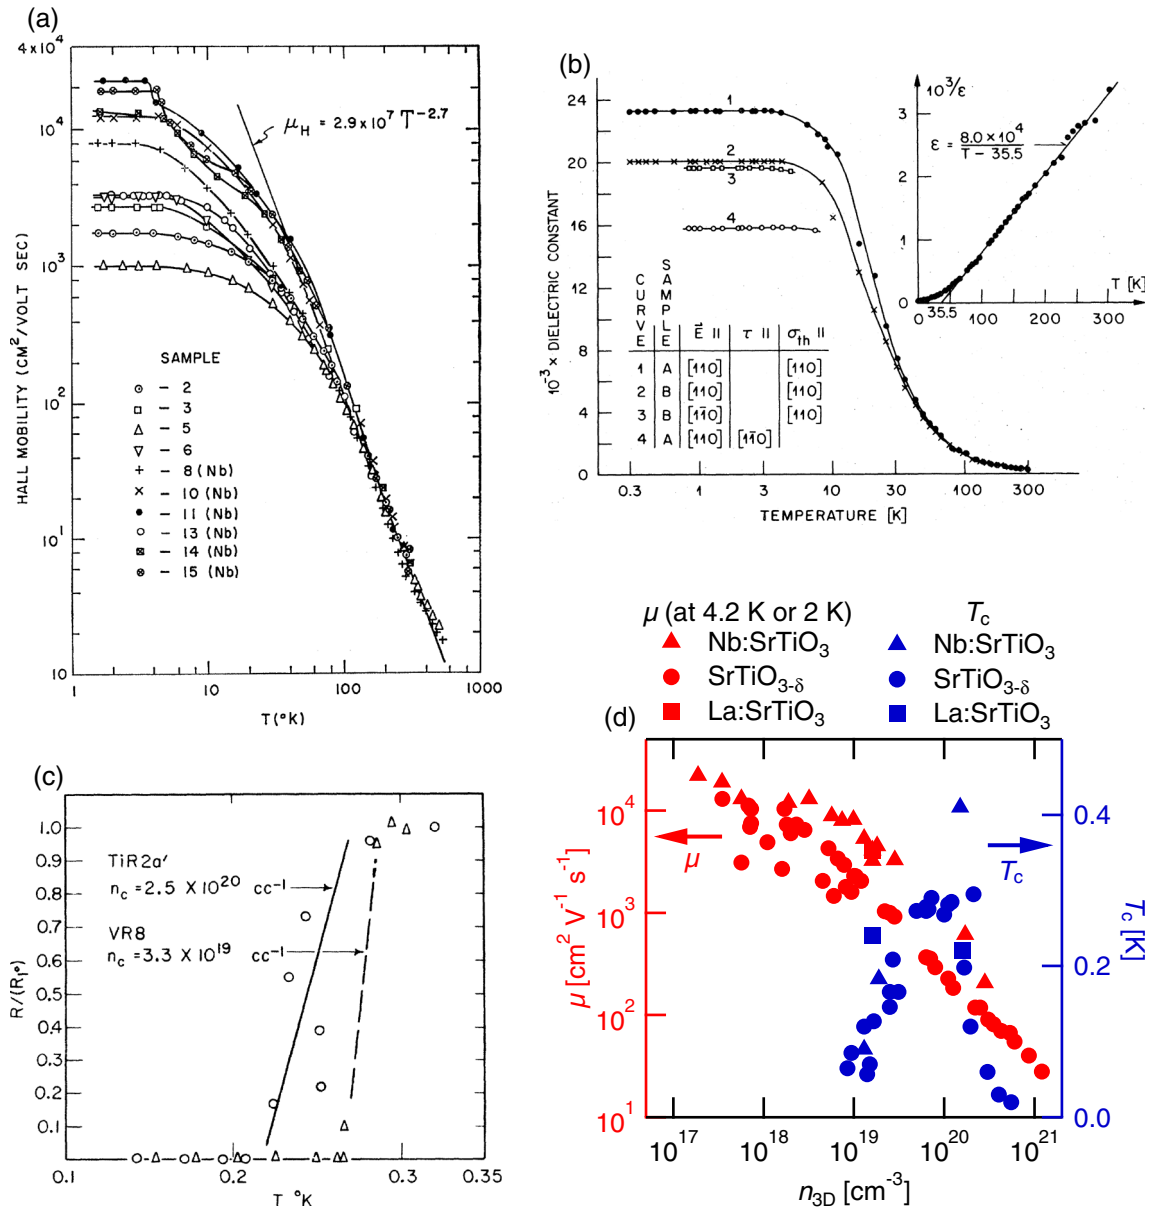 (a)
4x10⁴
10⁴
10³
10²
10¹
10
HALL MOBILITY (CM²/VOLT SEC)
μH = 2.9x10⁷ T⁻²·⁷
SAMPLE
- 2
- 3
- 5
- 6
- 8 (Nb)
- 10 (Nb)
- 11 (Nb)
- 13 (Nb)
- 14 (Nb)
- 15 (Nb)
1 10 100 1000
T(°K)
(b)
24
20
16
12
8
4
0
10⁻³ × DIELECTRIC CONSTANT
1
2
3
4
CURVE SAMPLE E⃗ || τ || σth ||
1 A [110] [110]
2 B [110] [110]
3 B [11̄0] [110]
4 A [110] [11̄0]
0.3 1 3 10 30 100 300
TEMPERATURE [K]
10³/ε
3
2
1
0
ε = 8.0 × 10⁴ / T − 35.5
T [K]
0 35.5 100 200 300
(c)
1.0
0.9
0.8
0.7
0.6
0.5
0.4
0.3
0.2
0.1
R/(R₁°)
TiR2a'
nc = 2.5 X 10²⁰ cc⁻¹
VR8
nc = 3.3 X 10¹⁹ cc⁻¹
0.1 0.2 0.3 0.35
T °K
μ (at 4.2 K or 2 K) Tc
Nb:SrTiO₃ Nb:SrTiO₃
SrTiO₃₋δ SrTiO₃₋δ
La:SrTiO₃ La:SrTiO₃
(d)
10⁴
10³
10²
10¹
μ [cm² V⁻¹ s⁻¹]
μ
Tc
0.4
0.2
0.0
Tc [K]
10¹⁷ 10¹⁸ 10¹⁹ 10²⁰ 10²¹
n3D [cm⁻³]